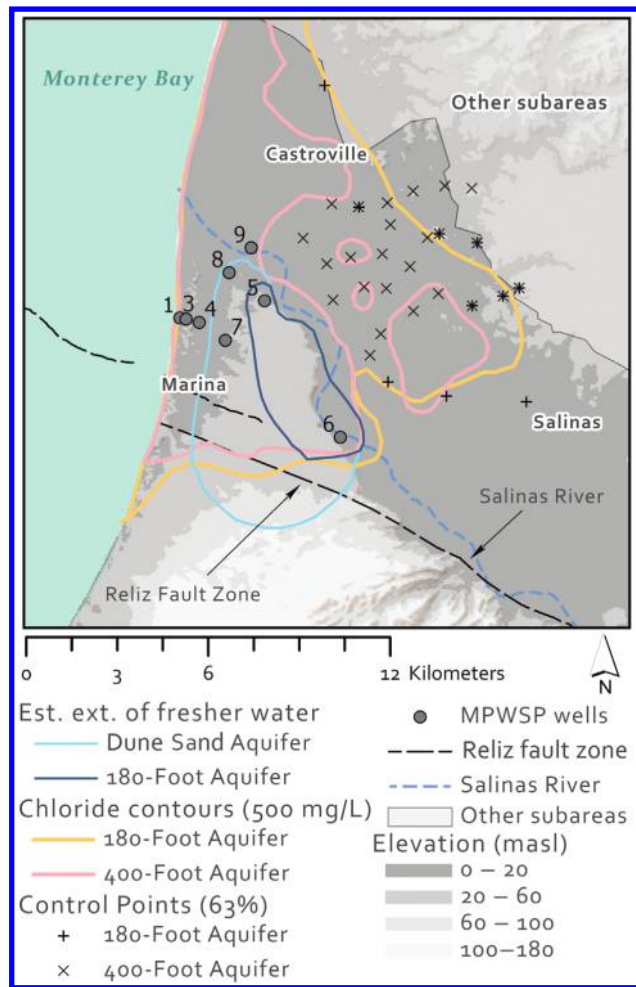 Monterey Bay
Other subareas
Castroville
9
8
5
1
3
4
7
Marina
6
Salinas
Salinas
River
Reliz Fault Zone
0 3 6 12 Kilometers
N
Est. ext. of fresher water
Dune Sand Aquifer
180-Foot Aquifer
Chloride contours (500 mg/L)
180-Foot Aquifer
400-Foot Aquifer
Control Points (63%)
+ 180-Foot Aquifer
× 400-Foot Aquifer
MPWSP wells
Reliz fault zone
Salinas River
Other subareas
Elevation (masl)
0 – 20
20 – 60
60 – 100
100–180